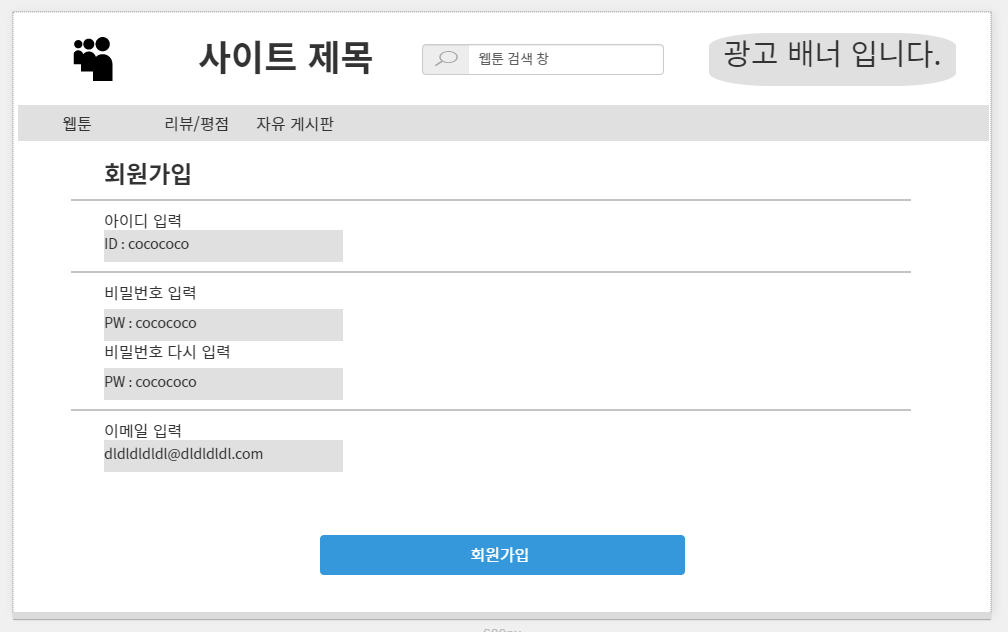 사이트 제목
웹툰 검색 창
광고 배너 입니다.
웹툰 리뷰/평점 자유 게시판
회원가입
아이디 입력
ID : cocococo
비밀번호 입력
PW : cocococo
비밀번호 다시 입력
PW : cocococo
이메일 입력
dldldldldl@dldldldl.com
회원가입